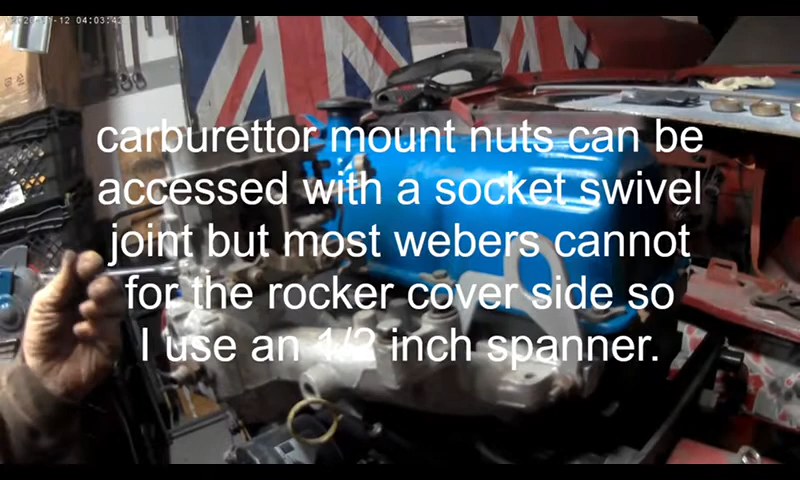 carburettor mount nuts can be
accessed with a socket swivel
joint but most webers cannot
for the rocker cover side so
I use an 1/2 inch spanner.